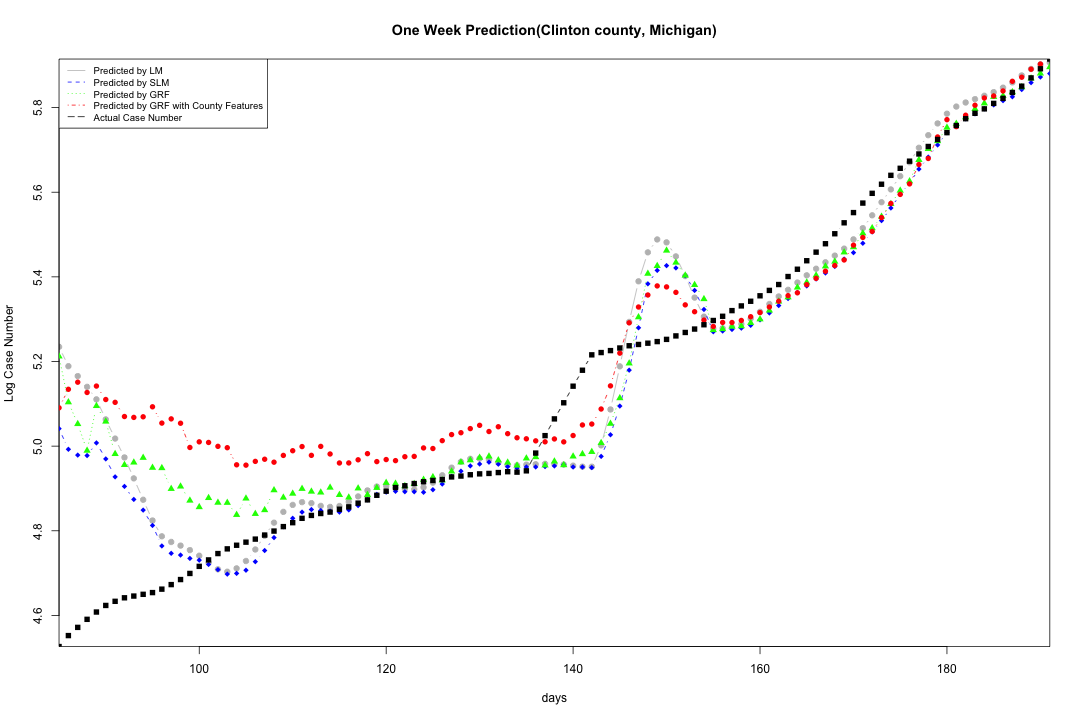 One Week Prediction(Clinton county, Michigan)
Predicted by LM
Predicted by SLM
Predicted by GRF
Predicted by GRF with County Features
Actual Case Number
Log Case Number
5.8
5.6
5.4
5.2
5.0
4.8
4.6
100 120 140 160 180
days